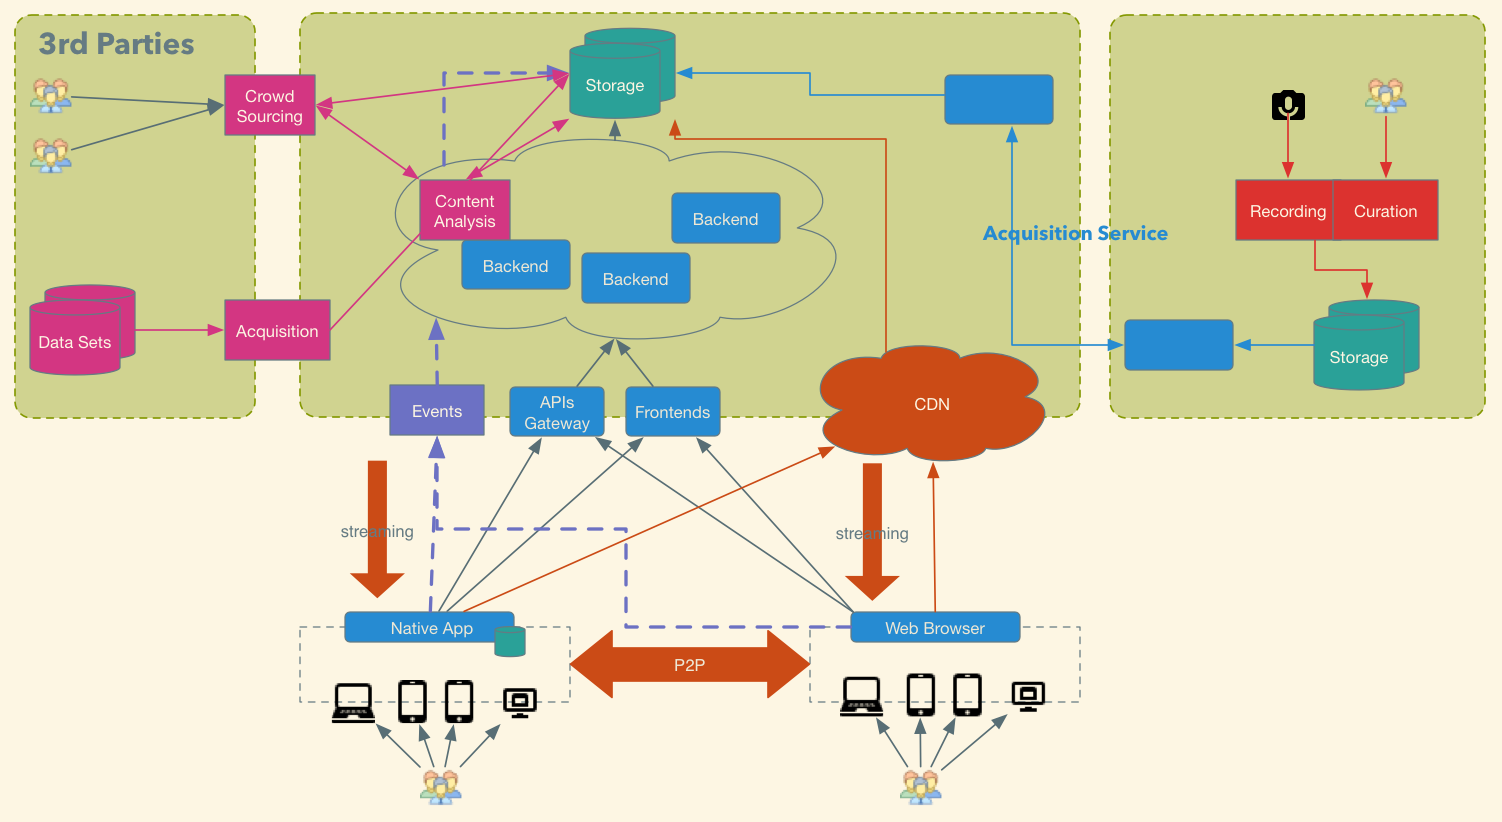 3rd Parties
Storage
Crowd
Sourcing
Content
Analysis
Backend
Backend
Backend
Recording
Curation
Acquisition Service
Data Sets
Acquisition
Storage
Events
APIs
Gateway
Frontends
CDN
streaming
streaming
Native App
Web Browser
P2P